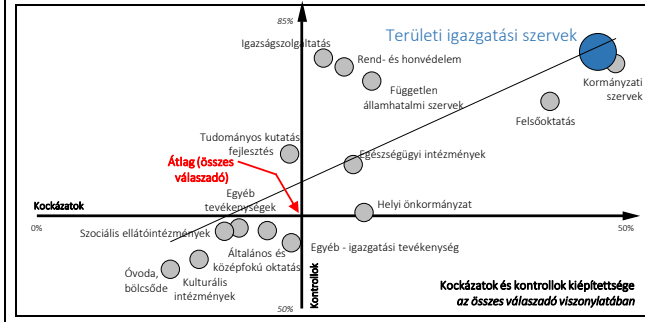 85%
Területi igazgatási szervek
Igazságszolgáltatás
Rend- és honvédelem
Kormányzati
szervek
Független
államhatalmi szervek
Felsőoktatás
Tudományos kutatás
fejlesztés
Átlag (összes
válaszadó)
Egészségügyi intézmények
Kockázatok
Egyéb
tevékenységek
Helyi önkormányzat
0%
50%
Szociális ellátóintézmények
Általános és
középfokú oktatás
Egyéb - igazgatási tevékenység
Óvoda,
bölcsőde
Kulturális
intézmények
Kontrollok
50%
Kockázatok és kontrollok kiépítettsége
az összes válaszadó viszonylatában